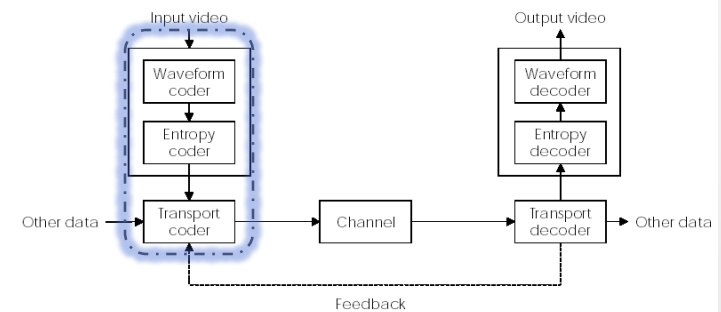 Input video
Output video
Waveform
coder
Waveform
decoder
Entropy
coder
Entropy
decoder
Other data
Transport
coder
Channel
Transport
decoder
Other data
Feedback